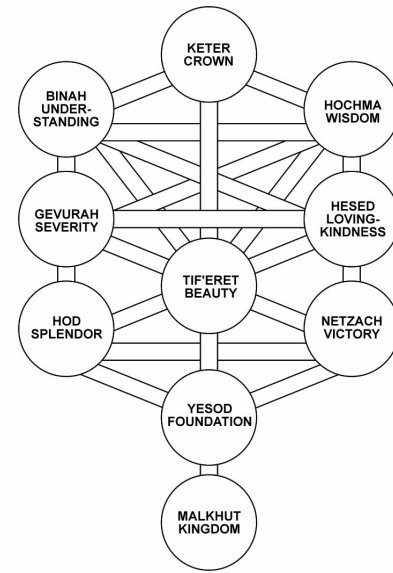 KETER
CROWN
BINAH
UNDER-
STANDING
HOCHMA
WISDOM
GEVURAH
SEVERITY
HESED
LOVING-
KINDNESS
TIF'ERET
BEAUTY
HOD
SPLENDOR
NETZACH
VICTORY
YESOD
FOUNDATION
MALKHUT
KINGDOM